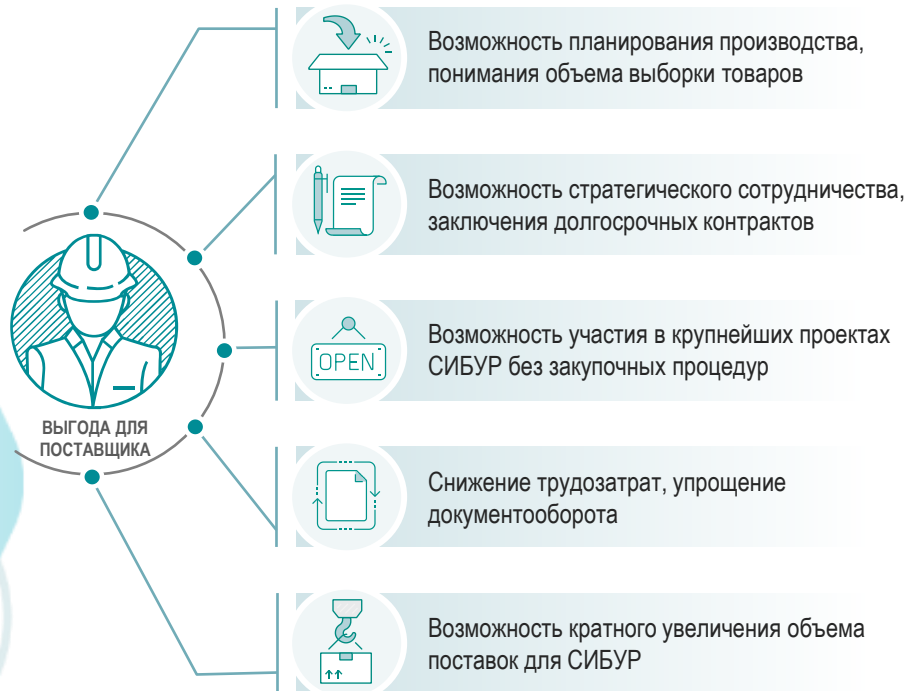 Возможность планирования производства,
понимания объема выборки товаров
Возможность стратегического сотрудничества,
заключения долгосрочных контрактов
OPEN
Возможность участия в крупнейших проектах
СИБУР без закупочных процедур
ВЫГОДА ДЛЯ
ПОСТАВЩИКА
Снижение трудозатрат, упрощение
документооборота
Возможность кратного увеличения объема
поставок для СИБУР